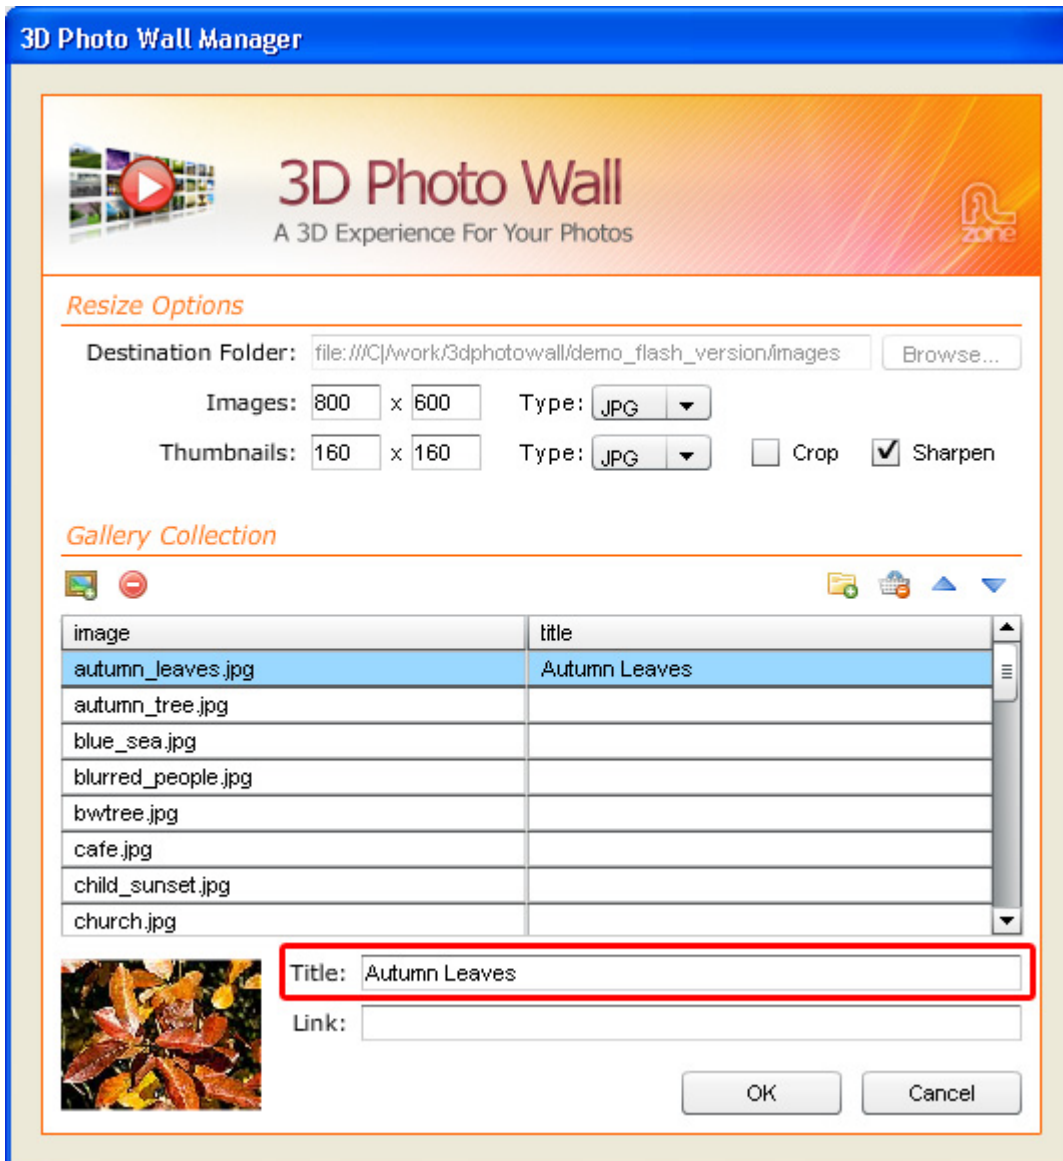 3D Photo Wall Manager
3D Photo Wall
A 3D Experience For Your Photos
zone
Resize Options
Destination Folder: file:///C|/work/3dphotowall/demo_flash_version/images Browse...
Images: 800 x 600 Type: JPG
Thumbnails: 160 x 160 Type: JPG Crop Sharpen
Gallery Collection
image title
autumn_leaves.jpg Autumn Leaves
autumn_tree.jpg
blue_sea.jpg
blurred_people.jpg
bwtree.jpg
cafe.jpg
child_sunset.jpg
church.jpg
Title: Autumn Leaves
Link:
OK Cancel